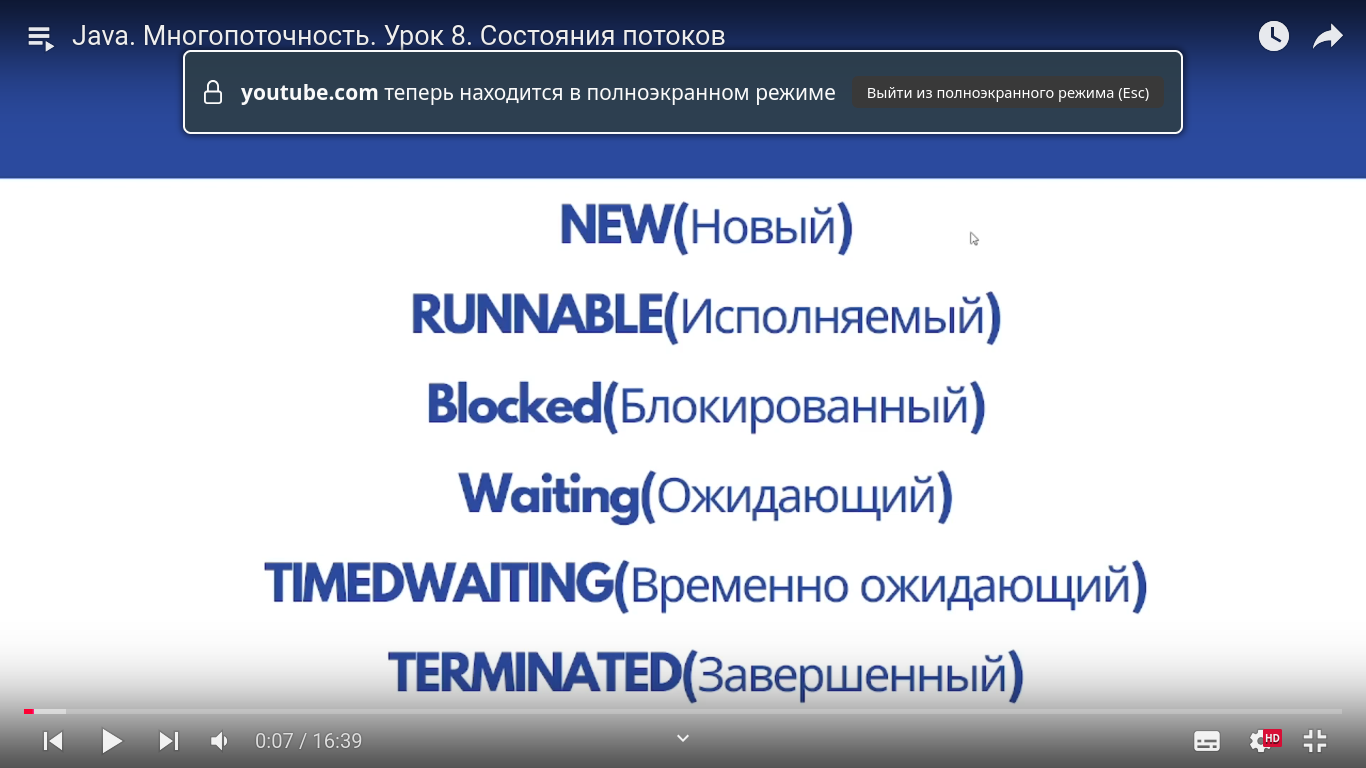 Java. Многопоточность. Урок 8. Состояния потоков
youtube.com теперь находится в полноэкранном режиме
Выйти из полноэкранного режима (Esc)
NEW(Новый)
RUNNABLE(Исполняемый)
Blocked(Блокированный)
Waiting(Ожидающий)
TIMEDWAITING(Временно ожидающий)
TERMINATED(Завершенный)
0:07 / 16:39
HD